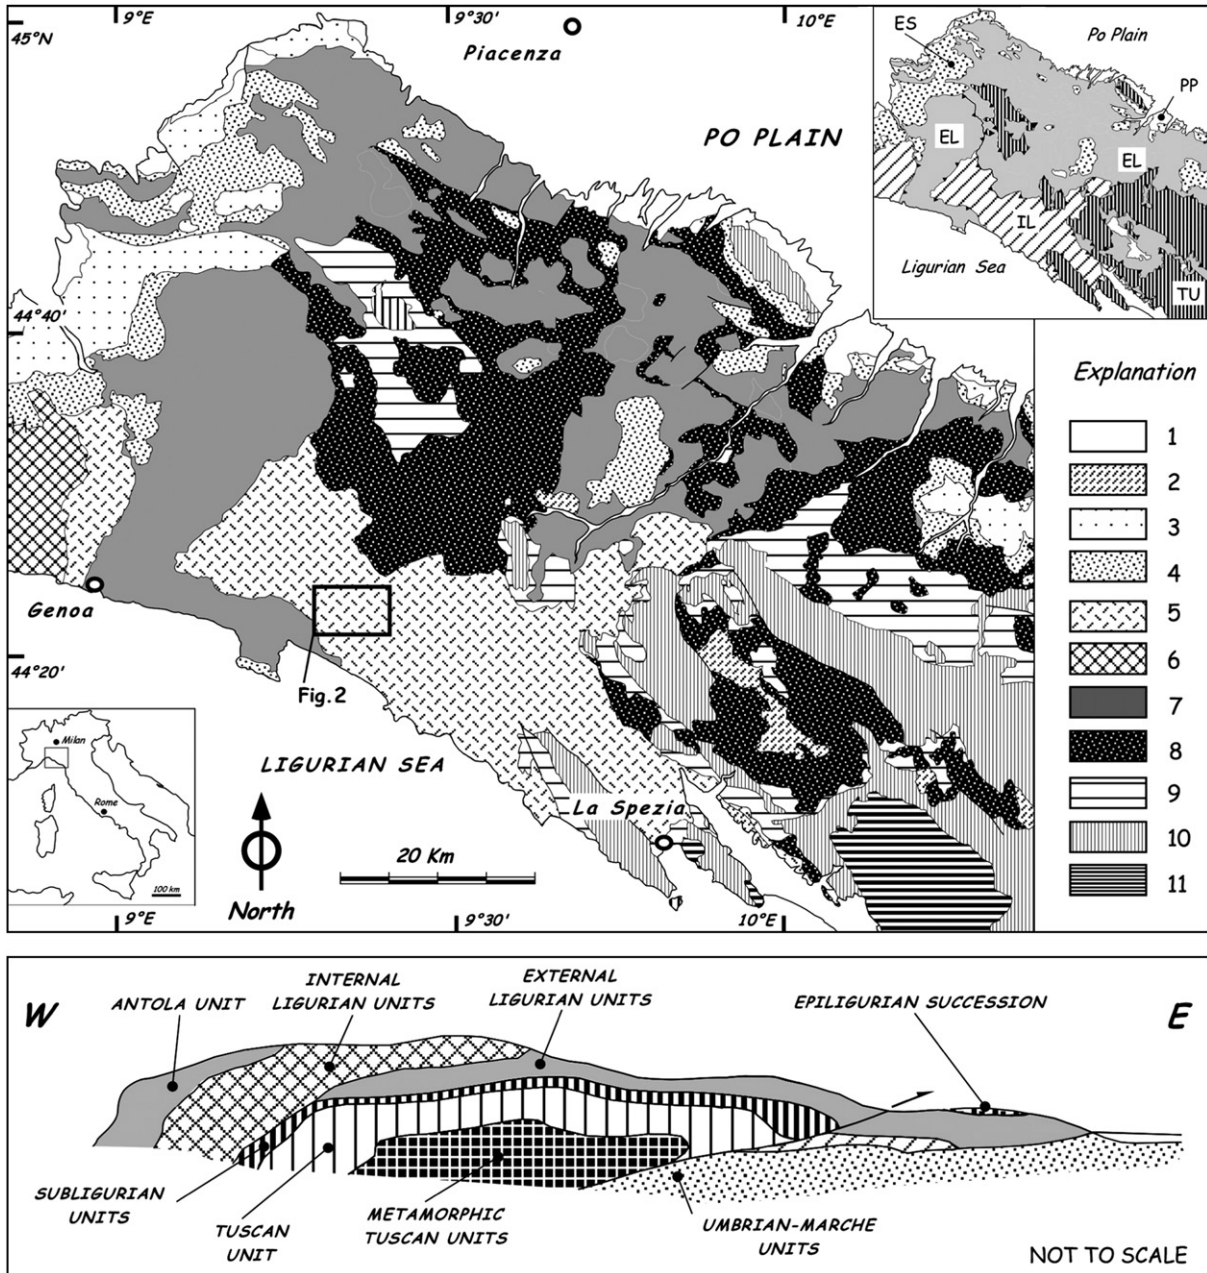 9°E
9°30'
10°E
45°N
Piacenza
PO PLAIN
ES
Po Plain
PP
EL
EL
IL
Ligurian Sea
TU
44°40'
Explanation
1
2
3
4
5
6
7
8
9
10
11
Genoa
44°20'
Fig.2
Milan
Rome
100 km
LIGURIAN SEA
La Spezia
20 Km
North
9°E
9°30'
10°E
W
E
ANTOLA UNIT
INTERNAL
LIGURIAN UNITS
EXTERNAL
LIGURIAN UNITS
EPILIGURIAN SUCCESSION
SUBLIGURIAN
UNITS
TUSCAN
UNIT
METAMORPHIC
TUSCAN UNITS
UMBRIAN-MARCHE
UNITS
NOT TO SCALE